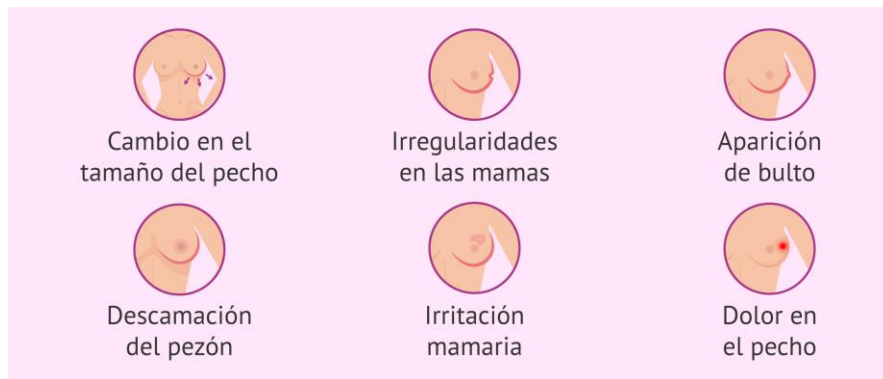 Cambio en el
tamaño del pecho
Irregularidades
en las mamas
Aparición
de bulto
Descamación
del pezón
Irritación
mamaria
Dolor en
el pecho